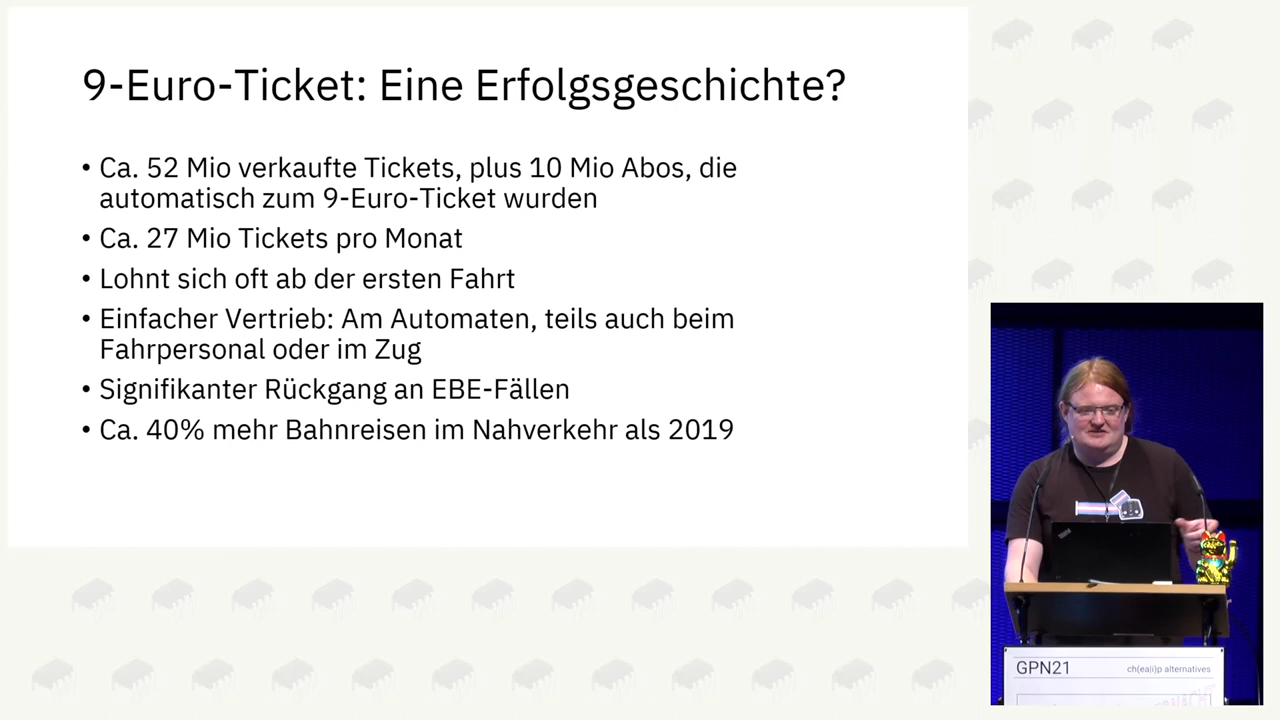 9-Euro-Ticket: Eine Erfolgsgeschichte?
• Ca. 52 Mio verkaufte Tickets, plus 10 Mio Abos, die
automatisch zum 9-Euro-Ticket wurden
• Ca. 27 Mio Tickets pro Monat
• Lohnt sich oft ab der ersten Fahrt
• Einfacher Vertrieb: Am Automaten, teils auch beim
Fahrpersonal oder im Zug
• Signifikanter Rückgang an EBE-Fällen
• Ca. 40% mehr Bahnreisen im Nahverkehr als 2019
GPN21
ch(ea|i)p alternatives